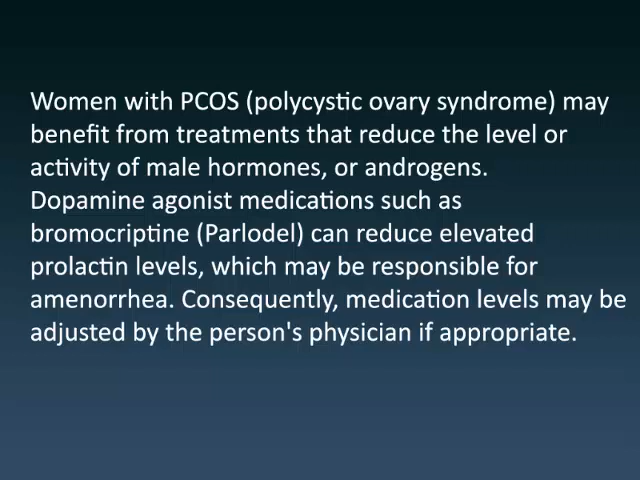 Women with PCOS (polycystic ovary syndrome) may
benefit from treatments that reduce the level or
activity of male hormones, or androgens.
Dopamine agonist medications such as
bromocriptine (Parlodel) can reduce elevated
prolactin levels, which may be responsible for
amenorrhea. Consequently, medication levels may be
adjusted by the person's physician if appropriate.